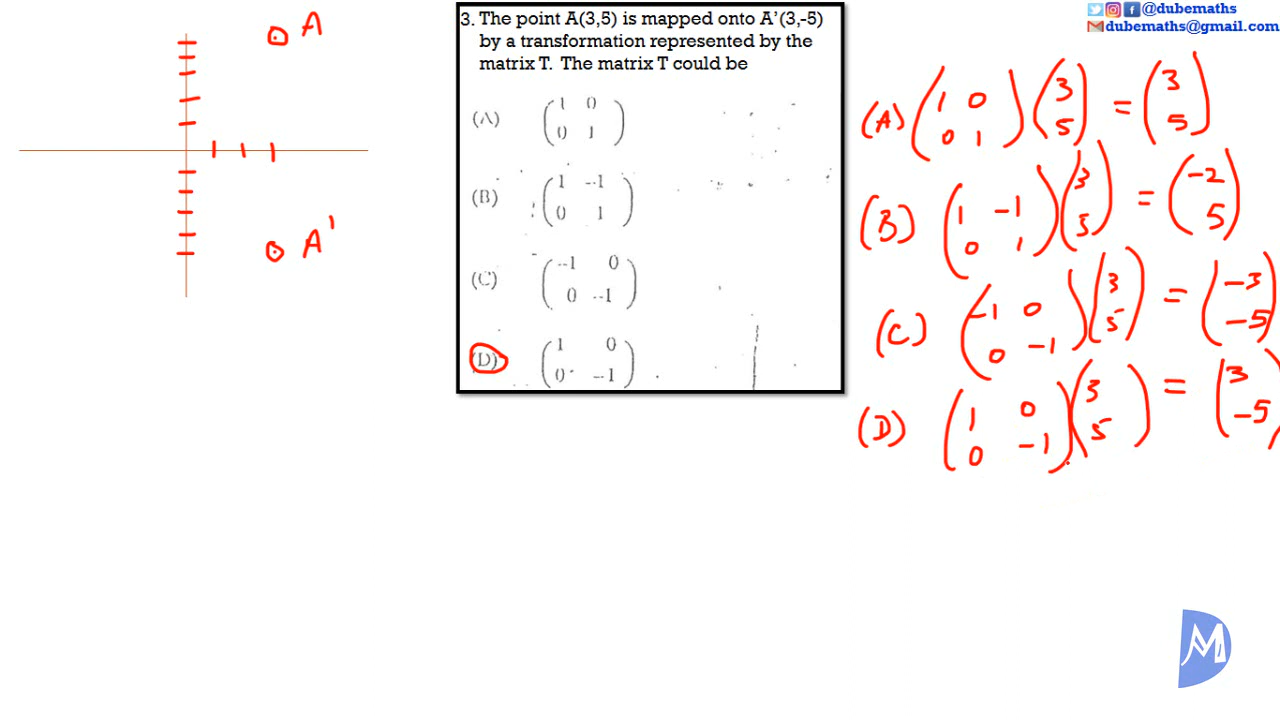 A
A'
3. The point A(3,5) is mapped onto A’(3,-5)
by a transformation represented by the
matrix T. The matrix T could be
(A)
1 0
0 1
(B)
1 -1
0 1
(C)
-1 0
0 -1
(D)
1 0
0 -1
@dubemaths
dubemaths@gmail.com
(A) (1 0) (3) = (3)
(0 1) (5) (5)
(B) (1 -1) (3) = (-2)
(0 1) (5) (5)
(C) (-1 0) (3) = (-3)
(0 -1) (5) (-5)
(D) (1 0) (3) = (3)
(0 -1) (5) (-5)
DM